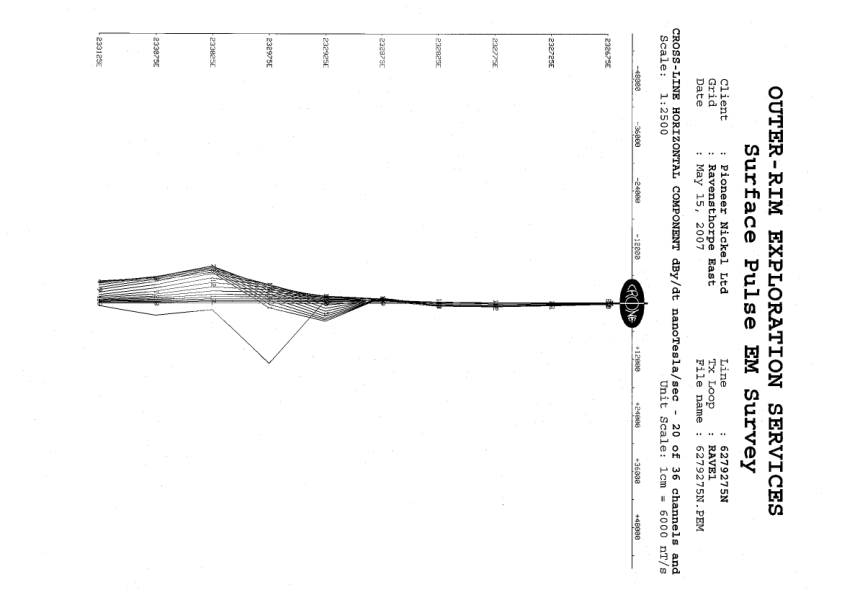 OUTER-RIM EXPLORATION SERVICES
Surface Pulse EM Survey
Client : Pioneer Nickel Ltd Line : 6279275N
Grid : Ravensthorpe East Tx Loop : RAVE1
Date : May 15, 2007 File name : 6279275N.PEM
CROSS-LINE HORIZONTAL COMPONENT dBy/dt nanoTesla/sec - 20 of 36 channels and
Scale: 1:2500 Unit Scale: 1cm = 6000 nT/s
-48000 -36000 -24000 -12000 +12000 +24000 +36000 +48000
CRONE
232675E
232725E
232775E
232825E
232875E
232925E
232975E
233025E
233075E
233125E